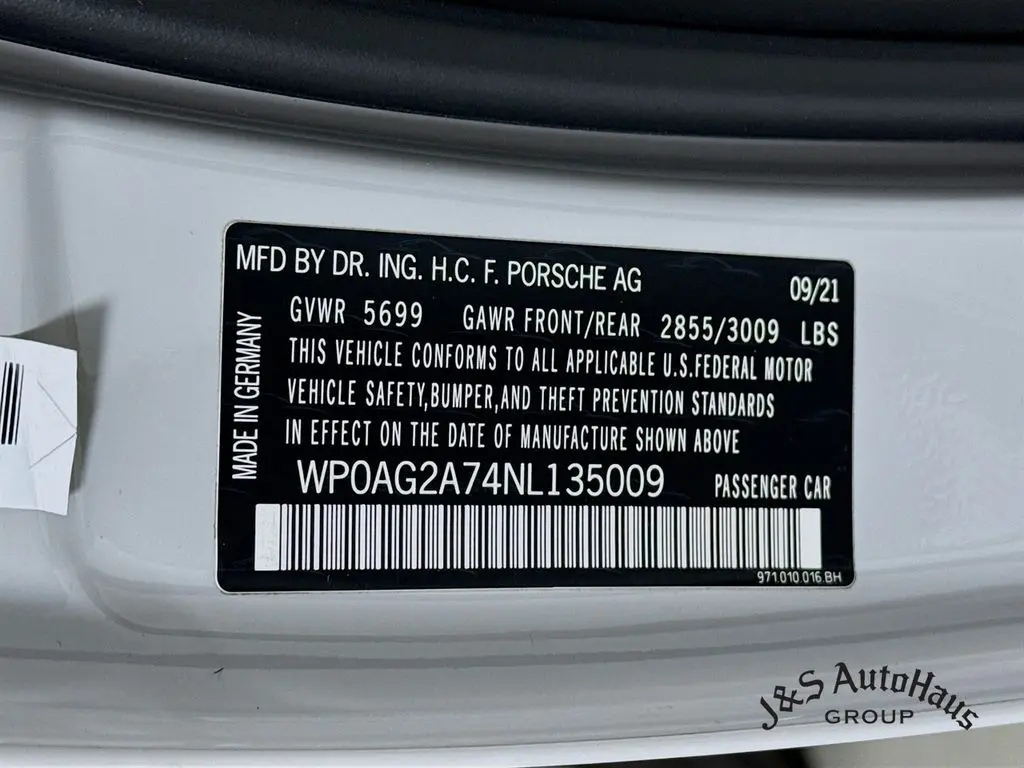 MFD BY DR. ING. H.C. F. PORSCHE AG 09/21
GVWR 5699 GAWR FRONT/REAR 2855/3009 LBS
THIS VEHICLE CONFORMS TO ALL APPLICABLE U.S.FEDERAL MOTOR
VEHICLE SAFETY,BUMPER,AND THEFT PREVENTION STANDARDS
IN EFFECT ON THE DATE OF MANUFACTURE SHOWN ABOVE
MADE IN GERMANY
WP0AG2A74NL135009 PASSENGER CAR
971.010.016.BH
J&S AutoHaus
GROUP